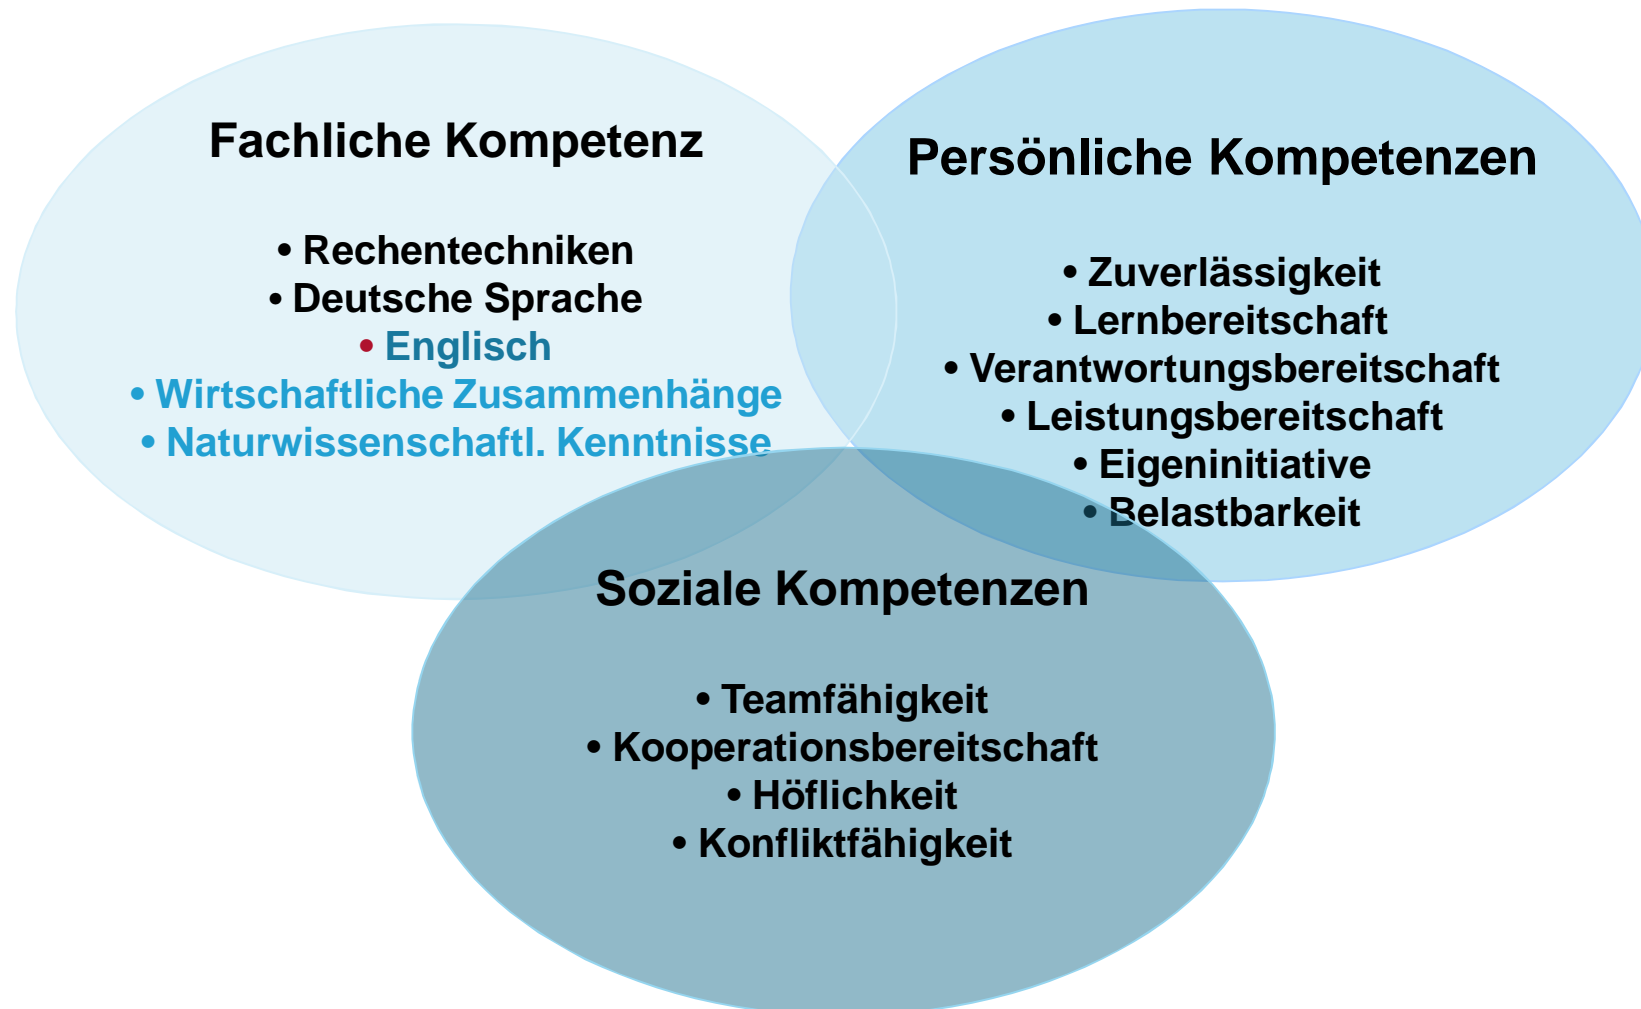 Fachliche Kompetenz
• Rechentechniken
• Deutsche Sprache
• Englisch
• Wirtschaftliche Zusammenhänge
• Naturwissenschaftl. Kenntnisse
Persönliche Kompetenzen
• Zuverlässigkeit
• Lernbereitschaft
• Verantwortungsbereitschaft
• Leistungsbereitschaft
• Eigeninitiative
• Belastbarkeit
Soziale Kompetenzen
• Teamfähigkeit
• Kooperationsbereitschaft
• Höflichkeit
• Konfliktfähigkeit